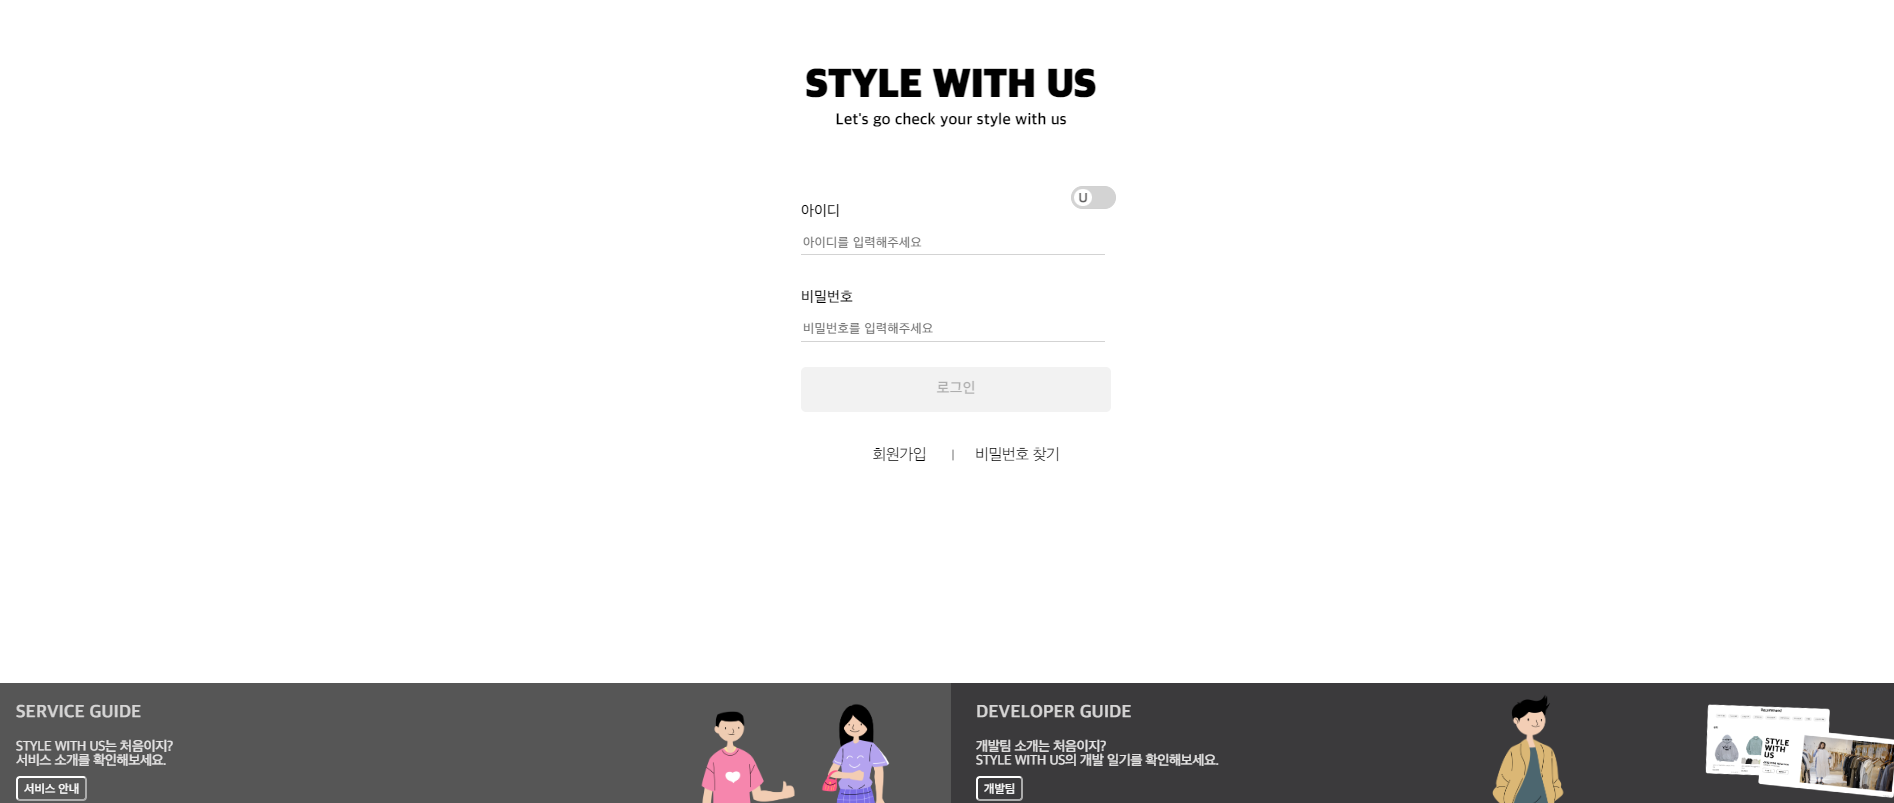 STYLE WITH US
Let's go check your style with us
U
아이디
아이디를 입력해주세요
비밀번호
비밀번호를 입력해주세요
로그인
회원가입 | 비밀번호 찾기
SERVICE GUIDE
STYLE WITH US는 처음이지?
서비스 소개를 확인해보세요.
서비스 안내
DEVELOPER GUIDE
개발팀 소개는 처음이지?
STYLE WITH US의 개발 일기를 확인해보세요.
개발팀
STYLE
WITH
US